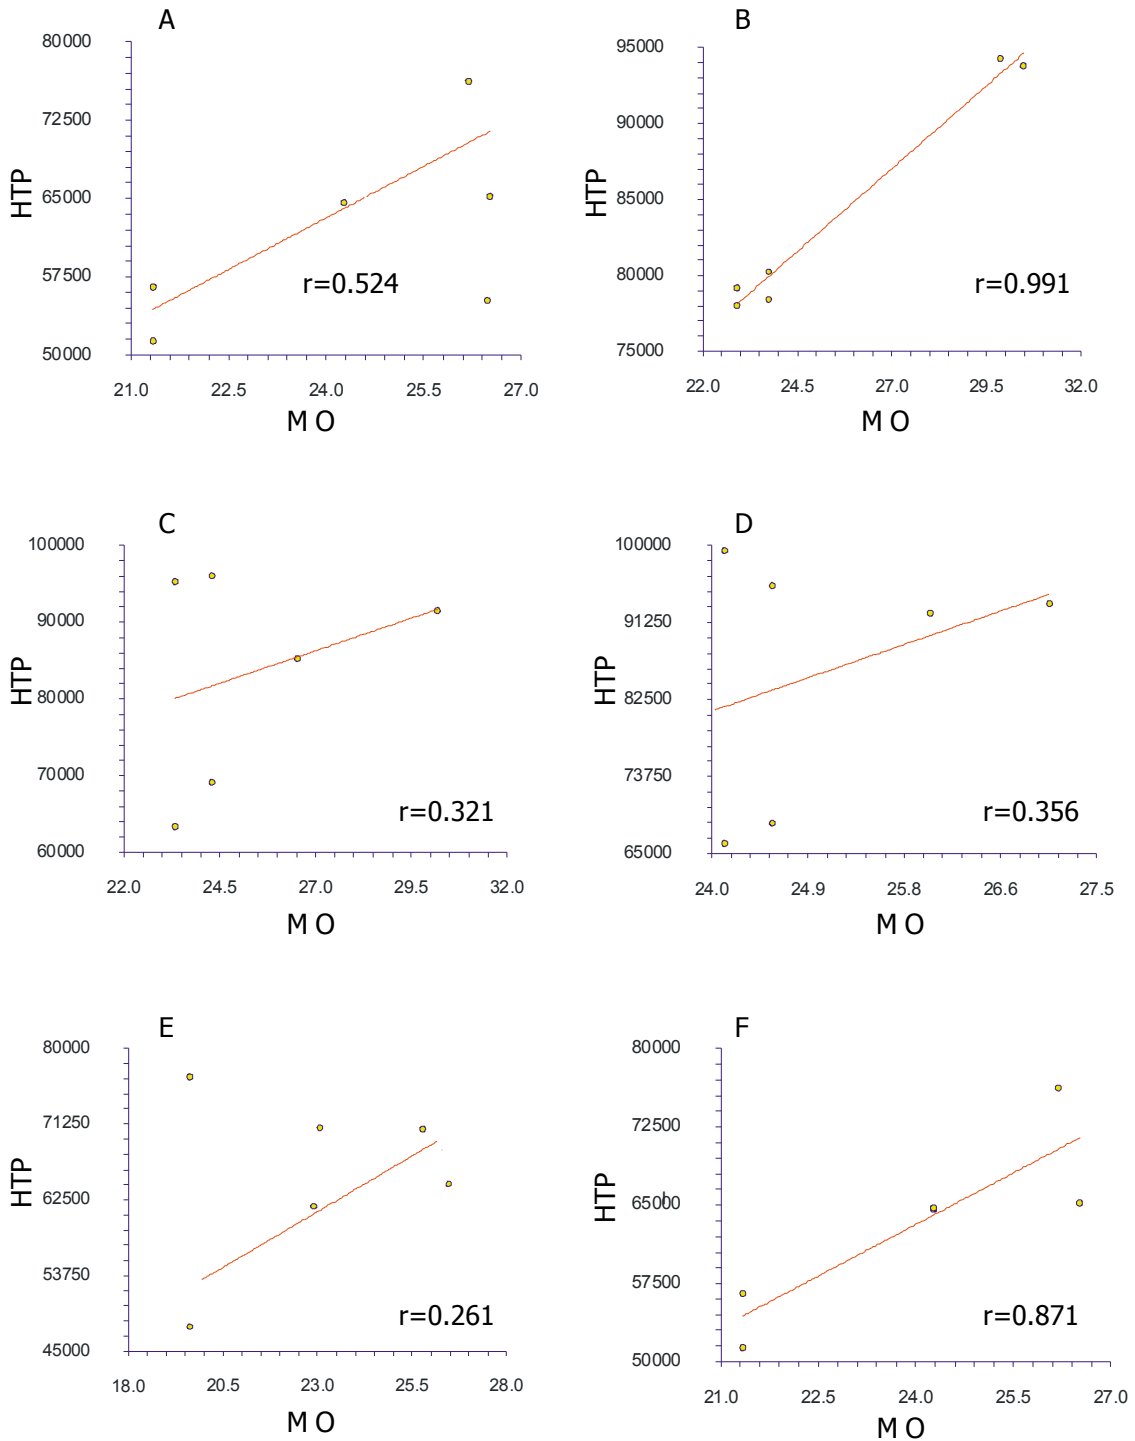 A
80000
72500
65000
57500
50000
HTP
r=0.524
21.0 22.5 24.0 25.5 27.0
M O
B
95000
90000
85000
80000
75000
HTP
r=0.991
22.0 24.5 27.0 29.5 32.0
M O
C
100000
90000
80000
70000
60000
HTP
r=0.321
22.0 24.5 27.0 29.5 32.0
M O
D
100000
91250
82500
73750
65000
HTP
r=0.356
24.0 24.9 25.8 26.6 27.5
M O
E
80000
71250
62500
53750
45000
HTP
r=0.261
18.0 20.5 23.0 25.5 28.0
M O
F
80000
72500
65000
57500
50000
HTP
r=0.871
21.0 22.5 24.0 25.5 27.0
M O